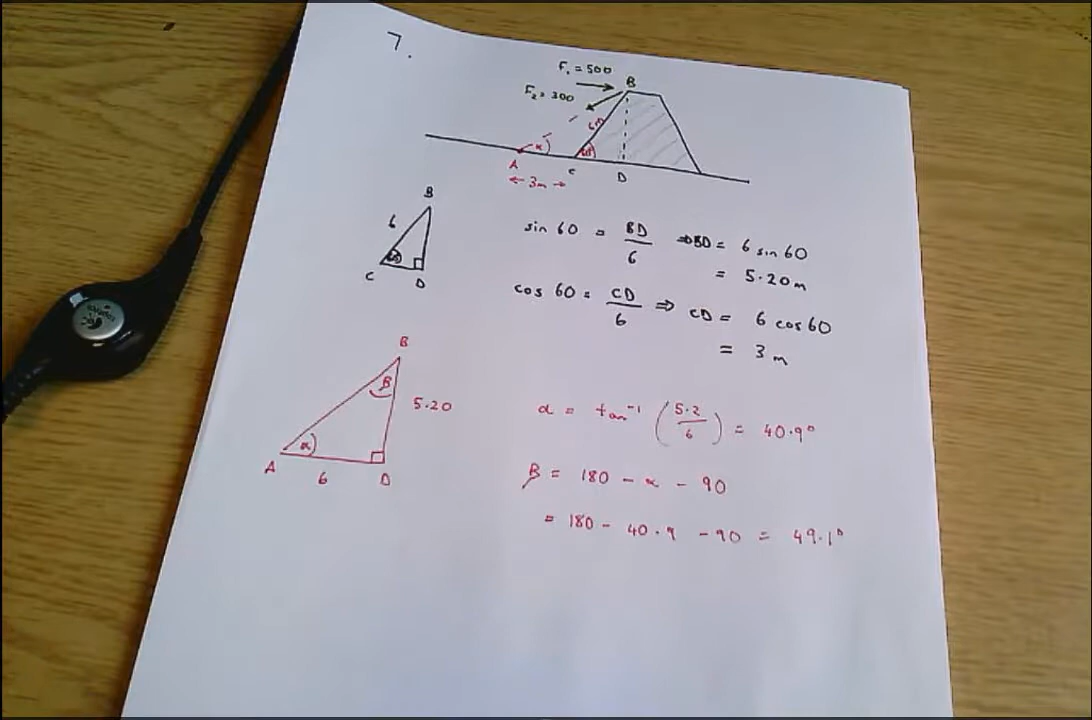 7.
F₁ = 500
B
F₂ = 300
6m
α
60
A
C
D
← 3m →
B
6
60
C
D
sin 60 = BD/6 ⇒ BD = 6 sin 60
= 5.20m
cos 60 = CD/6 ⇒ CD = 6 cos 60
= 3 m
B
β
5.20
α
A
6
D
α = tan⁻¹ (5.2/6) = 40.9°
β = 180 - α - 90
= 180 - 40.9 - 90 = 49.1°